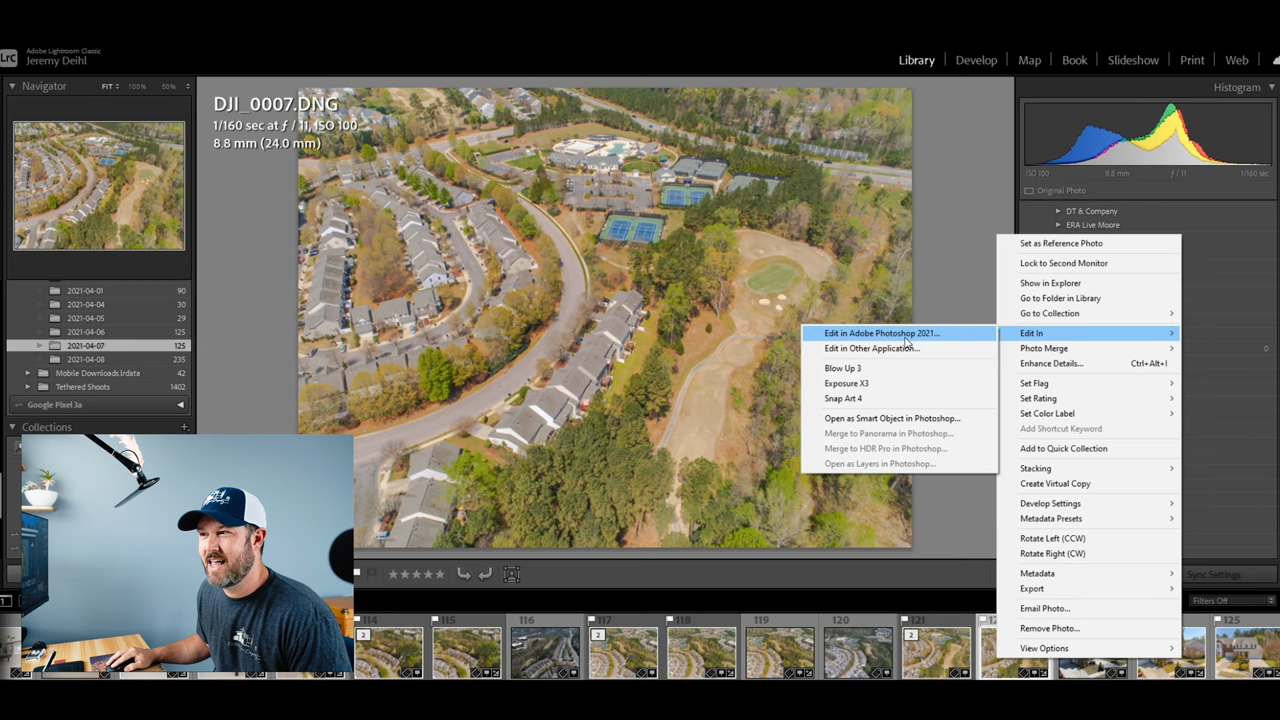 LrC
Adobe Lightroom Classic
Jeremy Deihl
Library
Develop
Map
Book
Slideshow
Print
Web
Navigator
FIT
100%
50%
DJI_0007.DNG
1/160 sec at ƒ / 11, ISO 100
8.8 mm (24.0 mm)
Histogram
ISO 100
8.8 mm
ƒ / 11
1/160 sec
Original Photo
DT & Company
ERA Live Moore
2021-04-01 90
2021-04-04 30
2021-04-05 29
2021-04-06 125
2021-04-07 125
2021-04-08 235
Mobile Downloads.lrdata 42
Tethered Shoots 1402
Google Pixel 3a
Collections
Set as Reference Photo
Lock to Second Monitor
Show in Explorer
Go to Folder in Library
Go to Collection
Edit In
Photo Merge
Enhance Details... Ctrl+Alt+I
Set Flag
Set Rating
Set Color Label
Add Shortcut Keyword
Add to Quick Collection
Stacking
Create Virtual Copy
Develop Settings
Metadata Presets
Rotate Left (CCW)
Rotate Right (CW)
Metadata
Export
Email Photo...
Remove Photo...
View Options
Edit in Adobe Photoshop 2021...
Edit in Other Application...
Blow Up 3
Exposure X3
Snap Art 4
Open as Smart Object in Photoshop...
Merge to Panorama in Photoshop...
Merge to HDR Pro in Photoshop...
Open as Layers in Photoshop...
0
Sync Settings
Filters Off
1
114
115
116
117
118
119
120
121
125
2
2
2